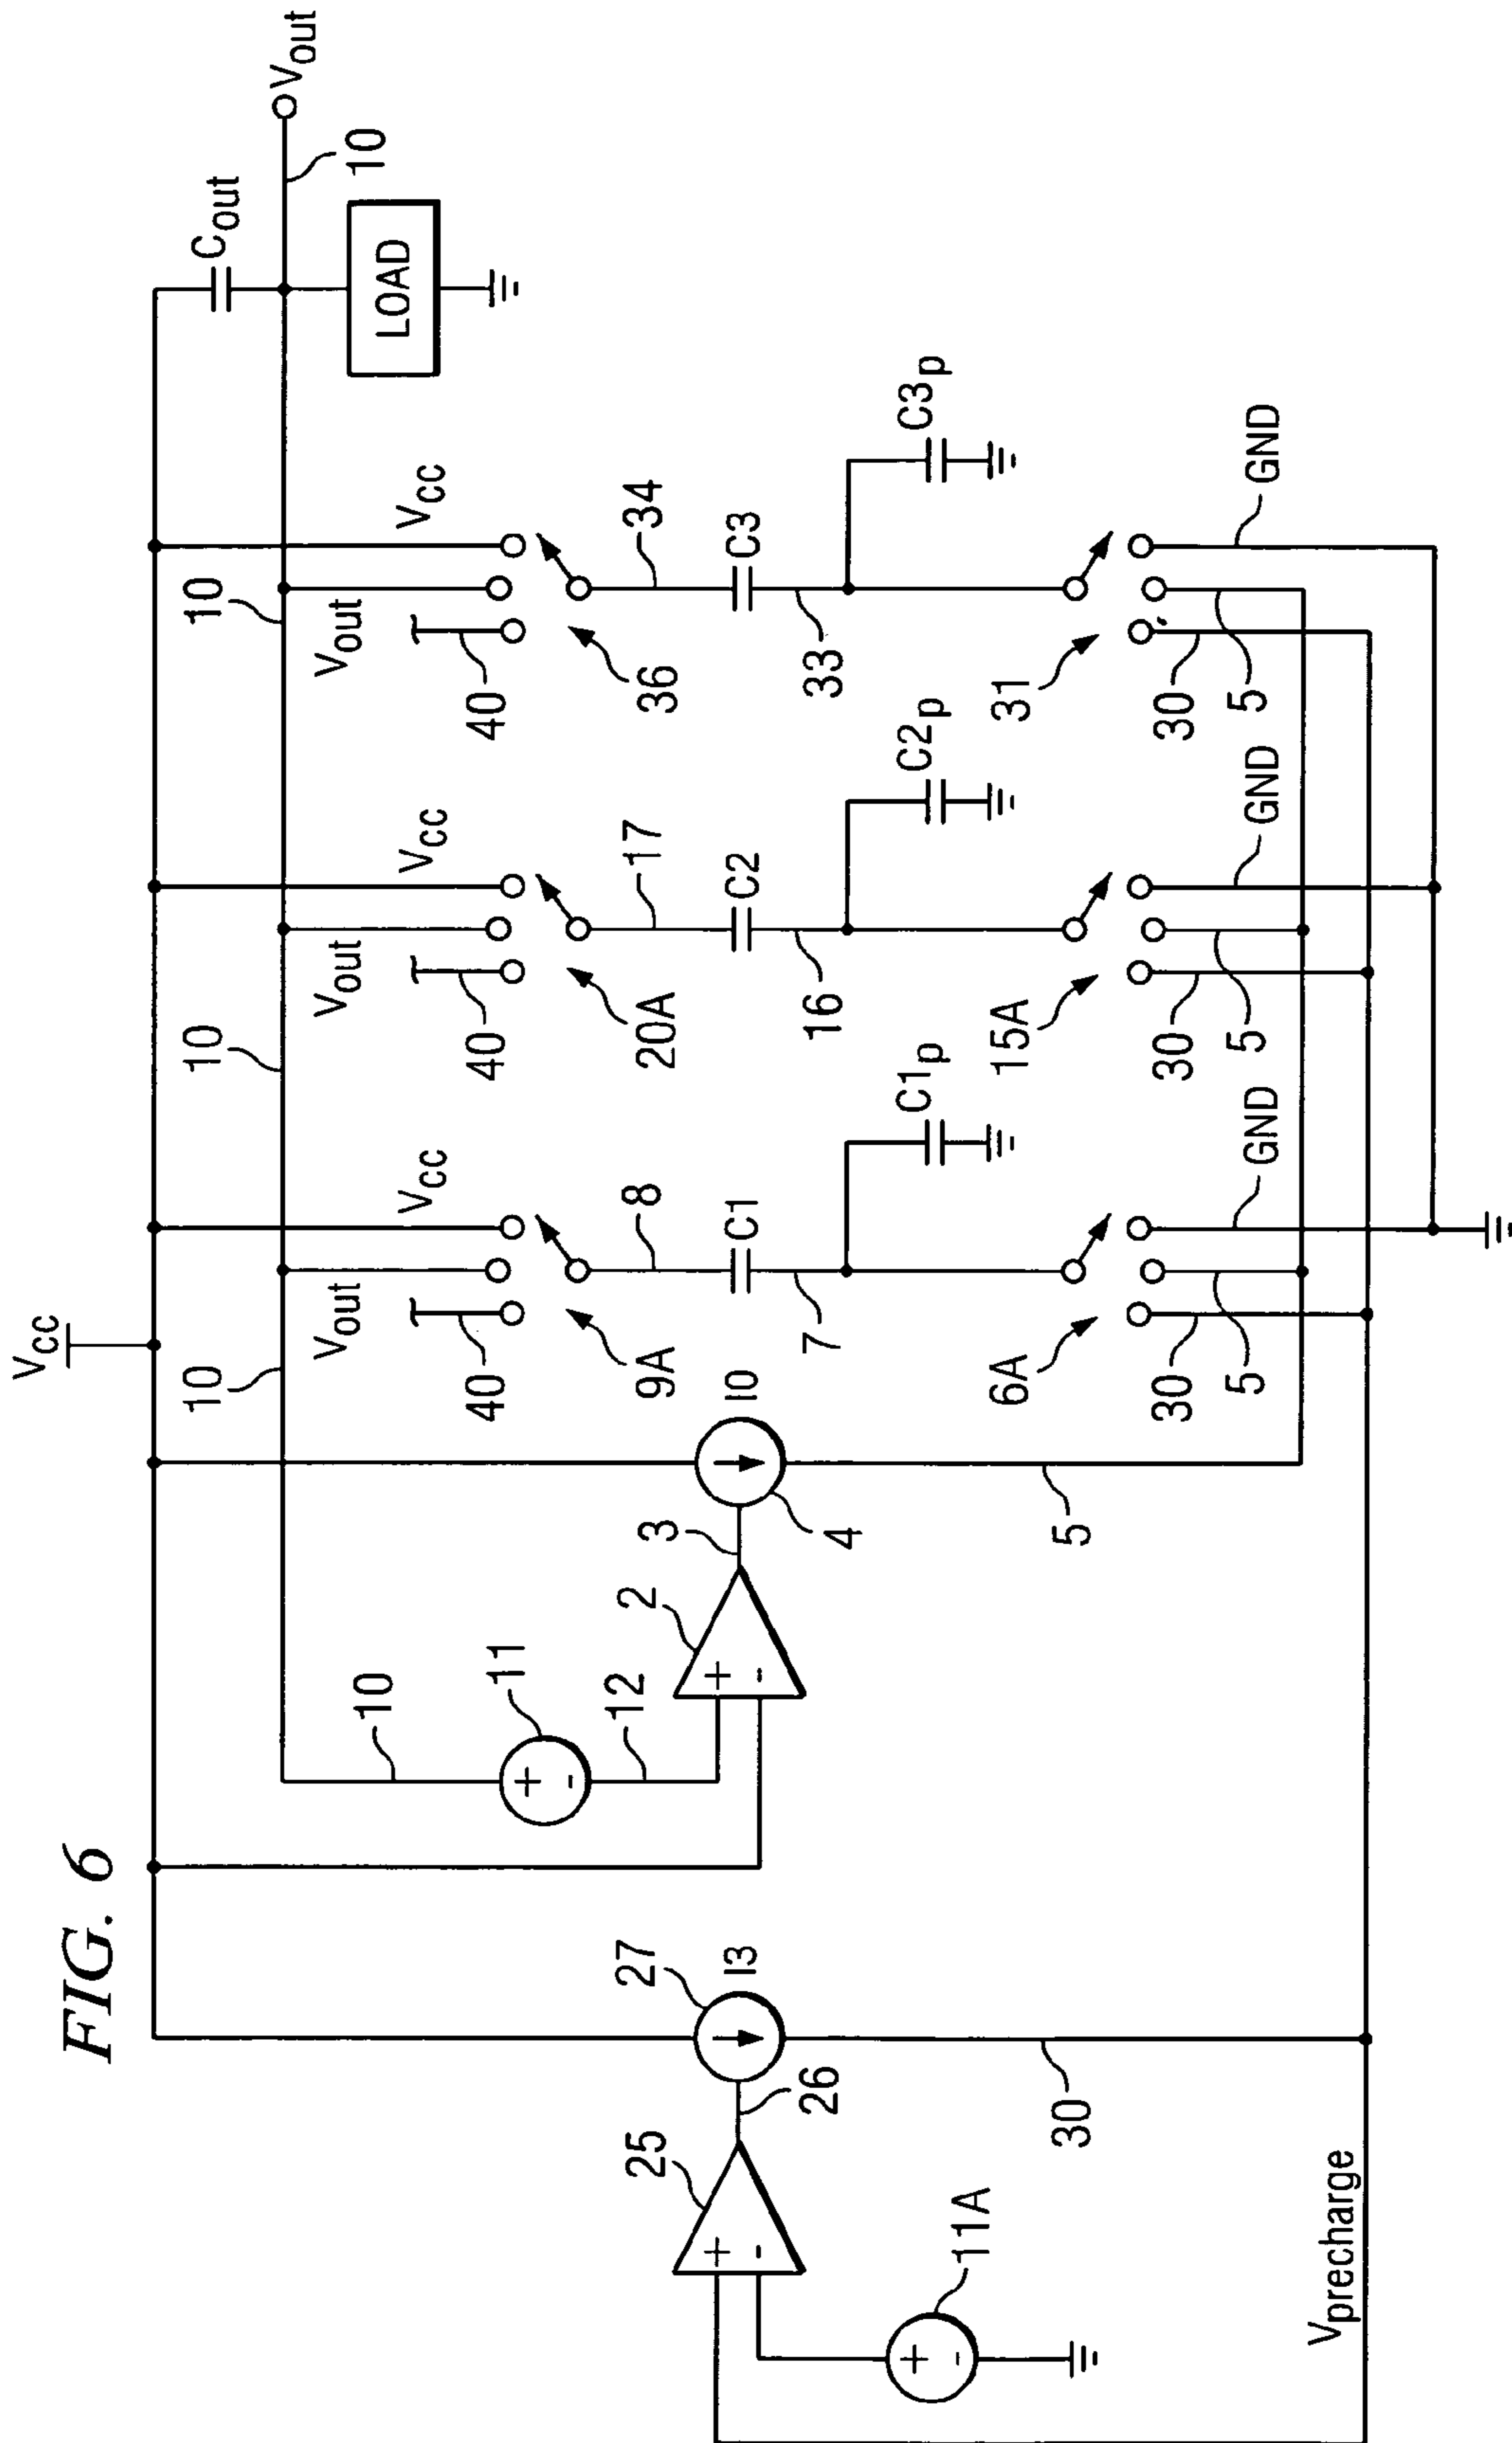 FIG. 6
Vcc
Vout
Cout
10
LOAD
10
10
10
10
11
12
2
3
4
I0
5
25
26
27
I3
30
11A
Vprecharge
Vout
Vcc
40
9A
8
C1
7
C1p
6A
30
5
GND
Vout
Vcc
40
20A
17
C2
16
C2p
15A
30
5
GND
Vout
Vcc
40
36
34
C3
33
C3p
31
30
5
GND